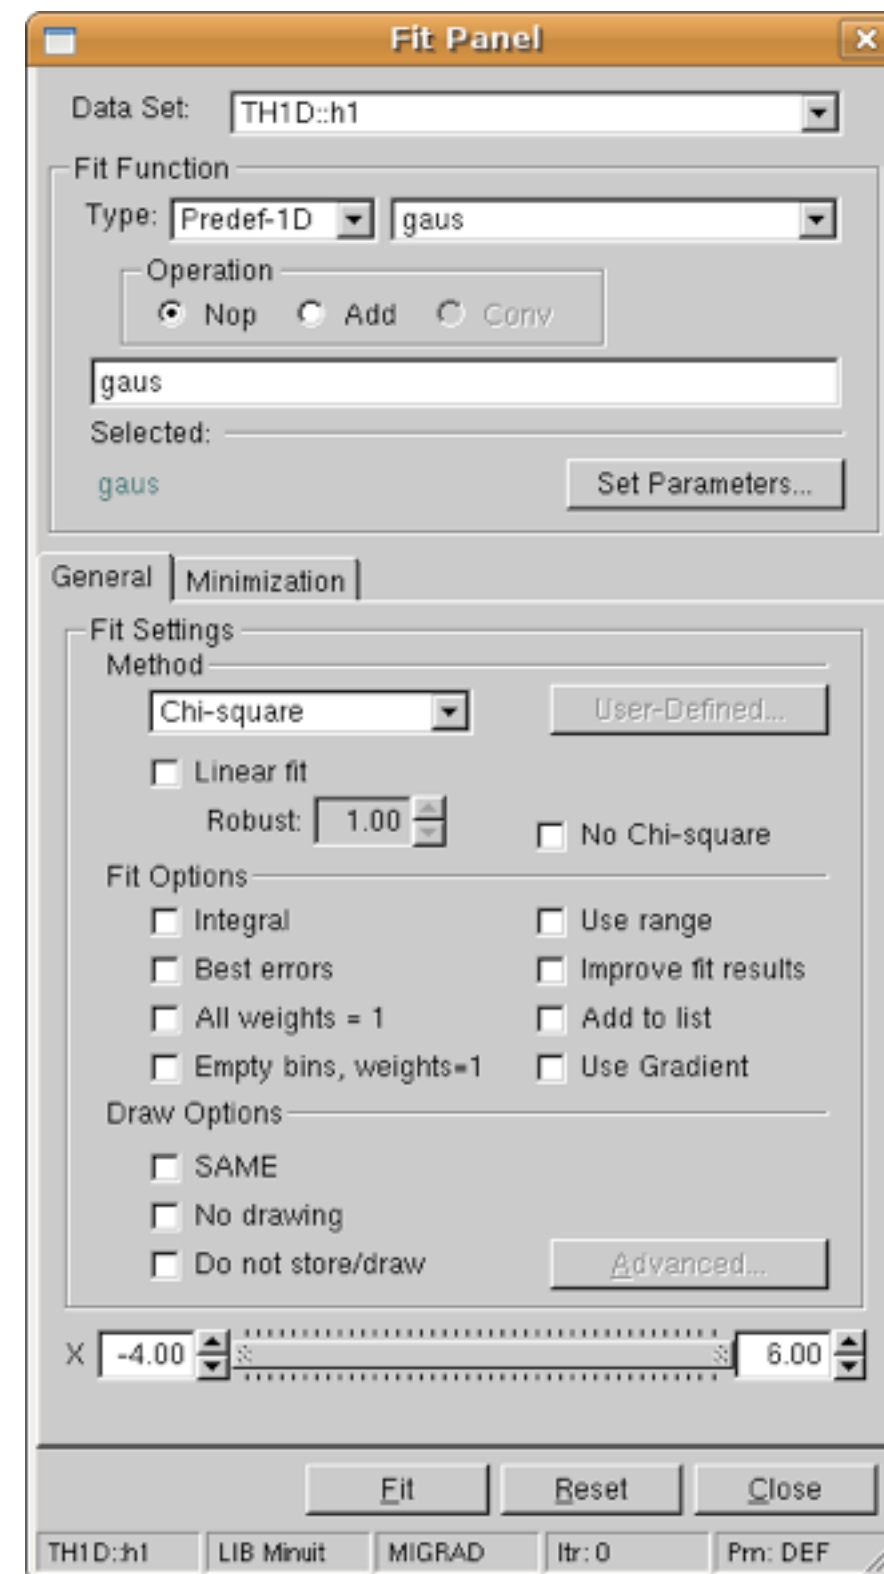 Fit Panel
Data Set: TH1D::h1
Fit Function
Type: Predef-1D gaus
Operation
Nop Add Conv
gaus
Selected:
gaus Set Parameters...
General Minimization
Fit Settings
Method
Chi-square User-Defined...
Linear fit
Robust: 1.00 No Chi-square
Fit Options
Integral Use range
Best errors Improve fit results
All weights = 1 Add to list
Empty bins, weights=1 Use Gradient
Draw Options
SAME
No drawing
Do not store/draw Advanced...
X -4.00 6.00
Fit Reset Close
TH1D::h1 LIB Minuit MIGRAD Itr: 0 Prn: DEF